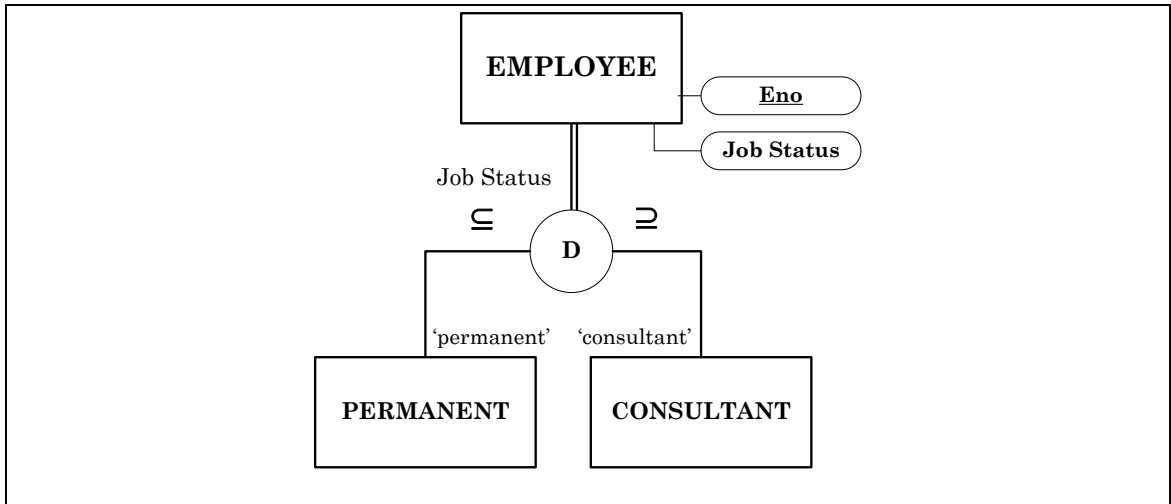 EMPLOYEE
Eno
Job Status
Job Status
⊆ ⊇
D
‘permanent’ ‘consultant’
PERMANENT CONSULTANT